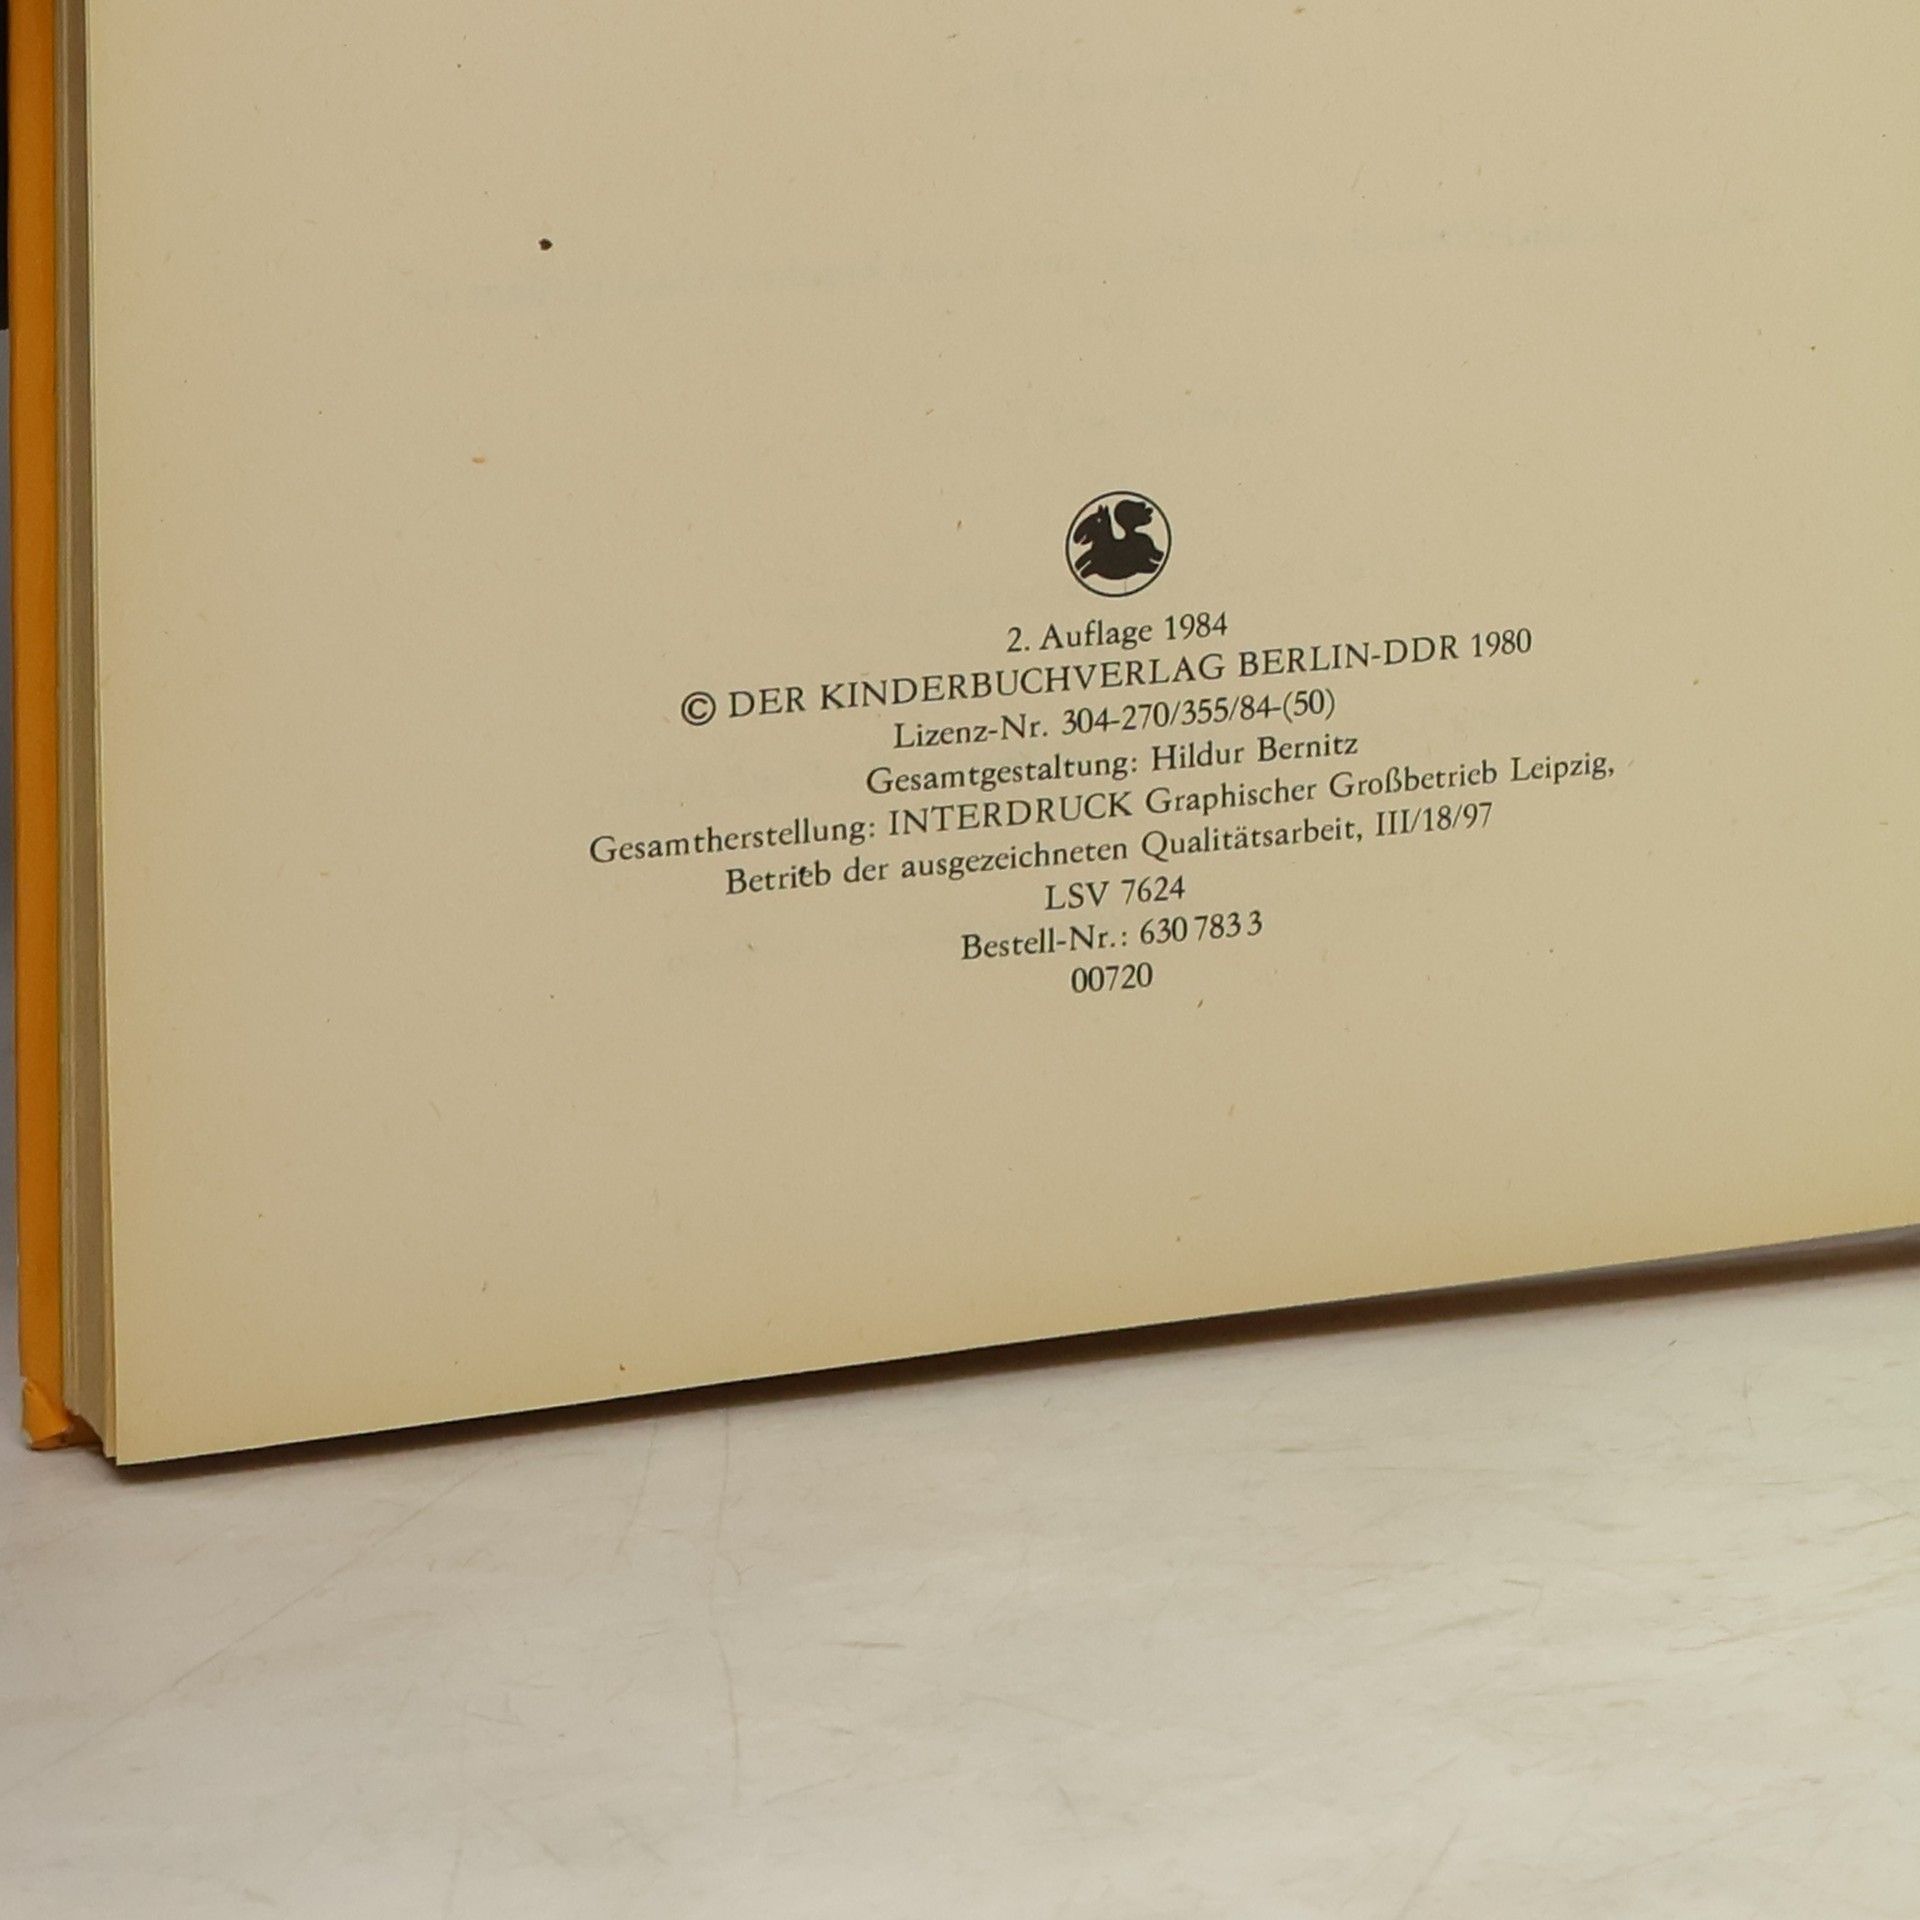 2. Auflage 1984
© DER KINDERBUCHVERLAG BERLIN-DDR 1980
Lizenz-Nr. 304-270/355/84-(50)
Gesamtgestaltung: Hildur Bernitz
Gesamtherstellung: INTERDRUCK Graphischer Großbetrieb Leipzig,
Betrieb der ausgezeichneten Qualitätsarbeit, III/18/97
LSV 7624
Bestell-Nr.: 630 783 3
00720